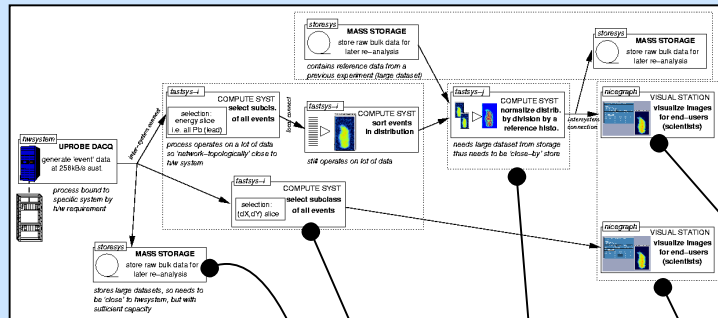 storesys
MASS STORAGE
store raw bulk data for
later re-analysis
contains reference data from a
previous experiment (large dataset)
storesys
MASS STORAGE
store raw bulk data for
later re-analysis
fastsys-i
COMPUTE SYST
select subcls.
of all events
selection:
energy slice
i.e. all Pb (lead)
process operates on a lot of data
so 'network-topologically' close to
h/w system
inter-system connect
local connect
fastsys-i
COMPUTE SYST
sort events
in distribution
still operates on lot of data
fastsys-j
COMPUTE SYST
normalize distrib.
by division by a
reference histo.
needs large dataset from storage
thus needs to be 'close-by' store
intersystem
connection
nicegraph
VISUAL STATION
visualize images
for end-users
(scientists)
hwsystem
UPROBE DACQ
generate 'event' data
at 256kB/s sust.
process bound to
specific system by
h/w requirement
fastsys-i
COMPUTE SYST
select subclass
of all events
selection:
(dX,dY) slice
nicegraph
VISUAL STATION
visualize images
for end-users
(scientists)
storesys
MASS STORAGE
store raw bulk data for
later re-analysis
stores large datasets, so needs to
be 'close' to hwsystem, but with
sufficient capacity